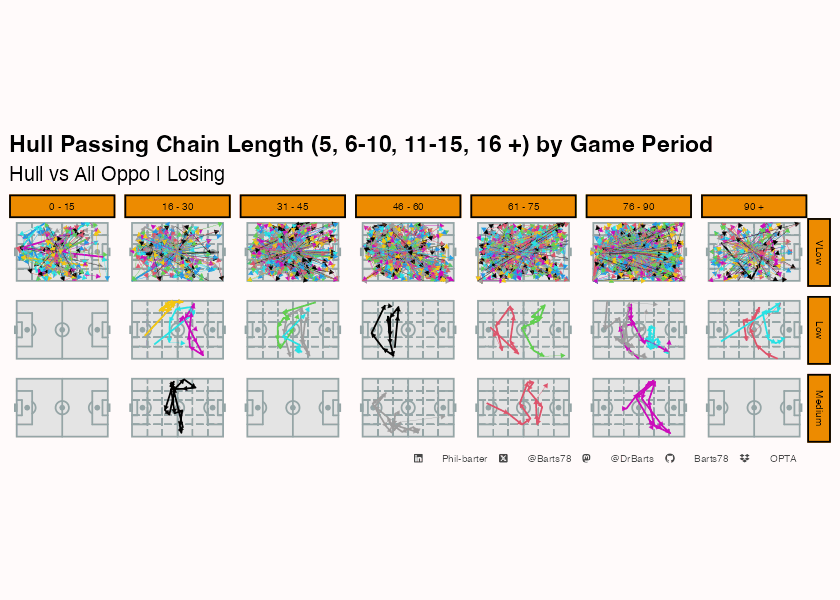 Hull Passing Chain Length (5, 6-10, 11-15, 16 +) by Game Period
Hull vs All Oppo I Losing
0 - 15 16 - 30 31 - 45 46 - 60 61 - 75 76 - 90 90 +
VLow
Low
Medium
Phil-barter @Barts78 @DrBarts Barts78 OPTA